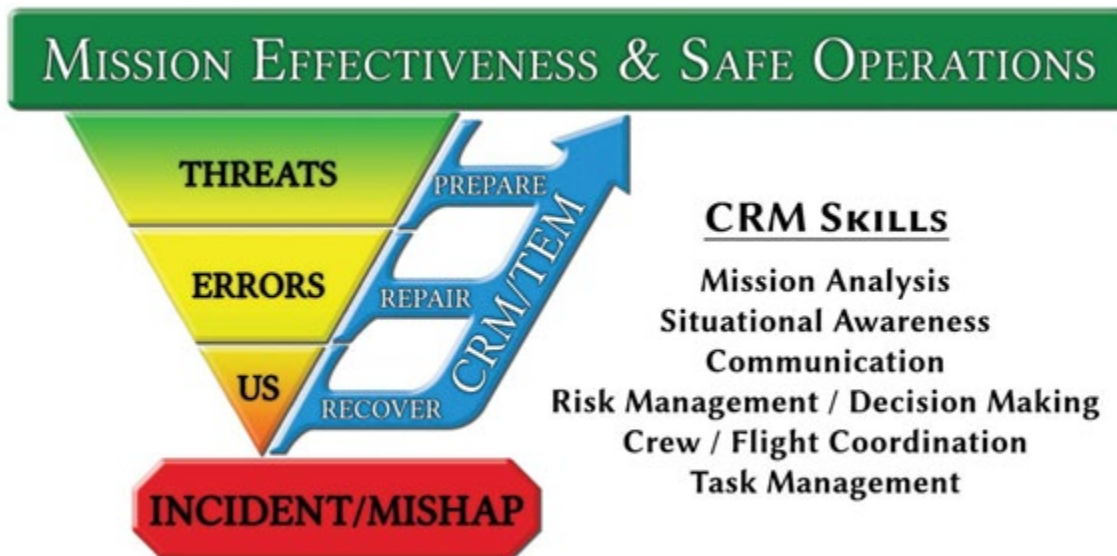 MISSION EFFECTIVENESS & SAFE OPERATIONS
THREATS
PREPARE
ERRORS
REPAIR
US
RECOVER
CRM/TEM
INCIDENT/MISHAP
CRM SKILLS
Mission Analysis
Situational Awareness
Communication
Risk Management / Decision Making
Crew / Flight Coordination
Task Management